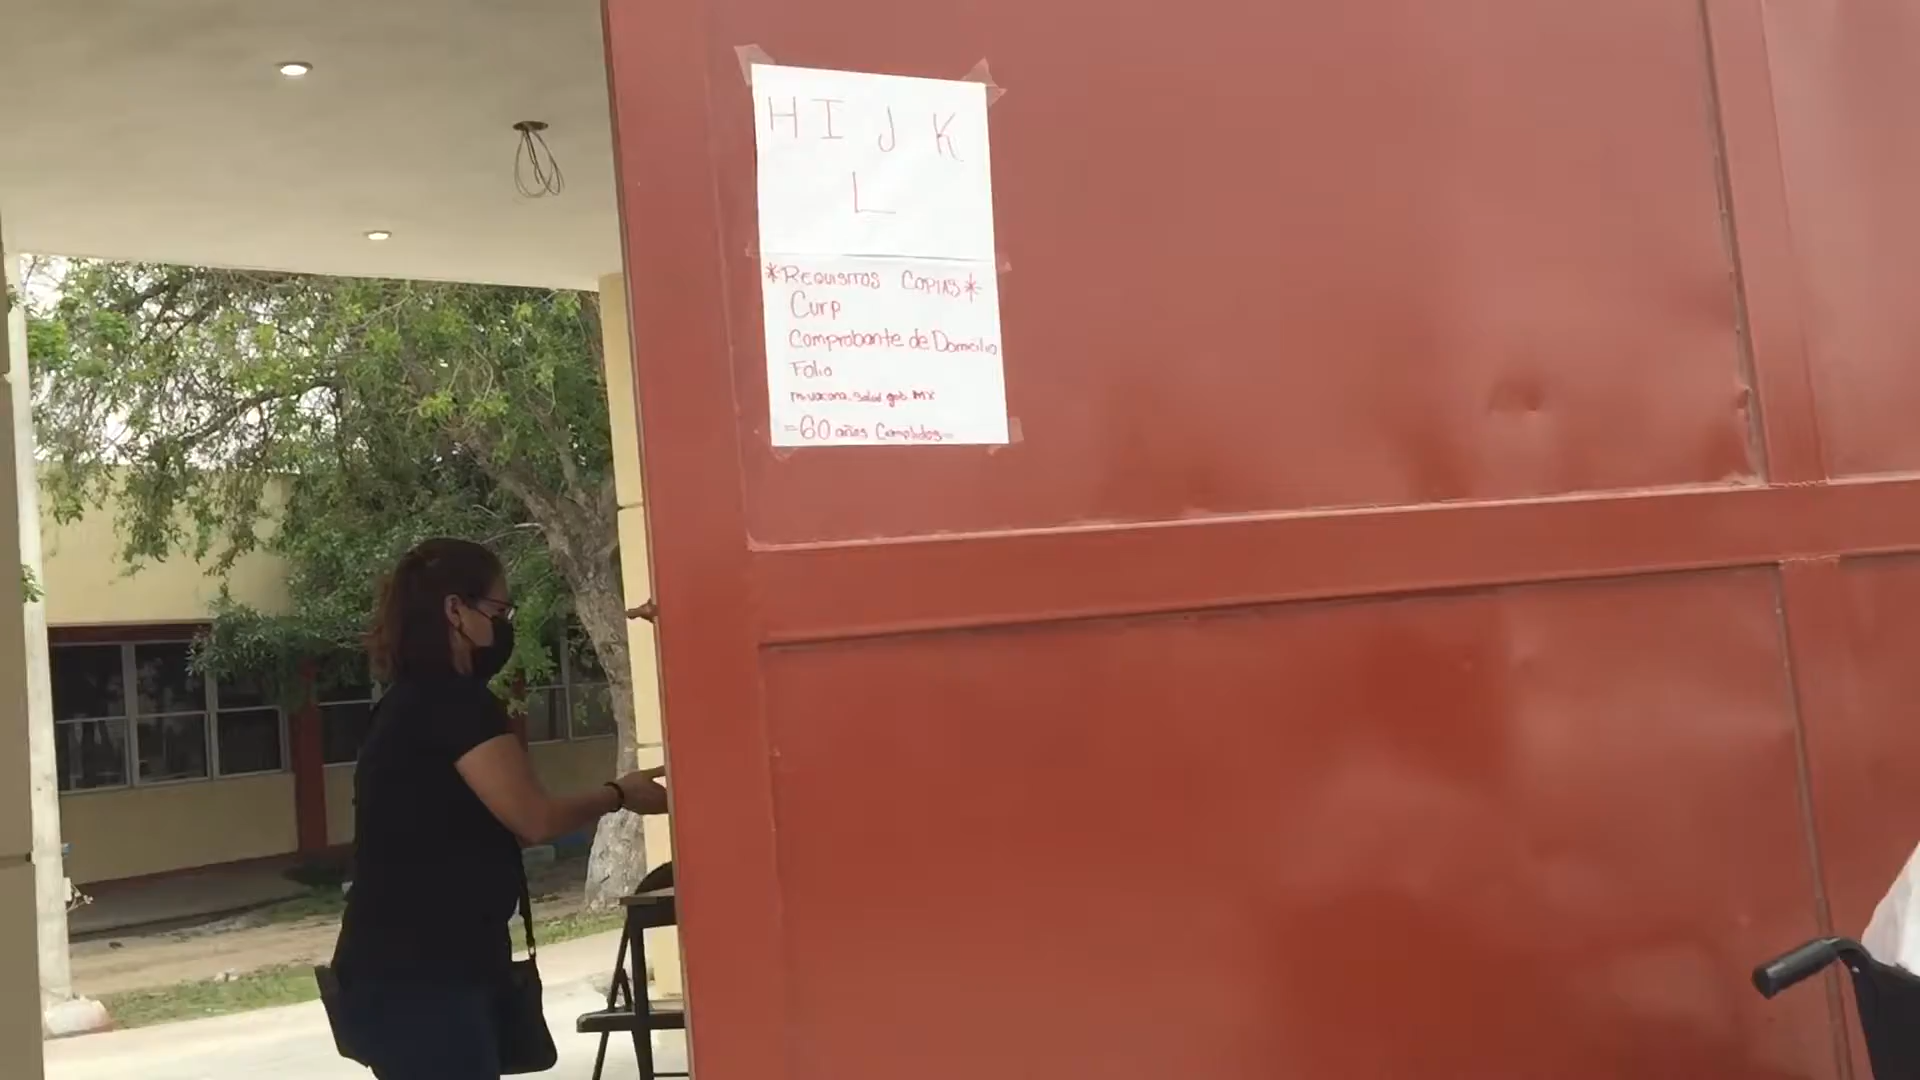 H I J K
L
*REQUISITOS COPIAS*
Curp
Comprobante de Domicilio
Folio
mivacuna.salud.gob.mx
=60 años Cumplidos=